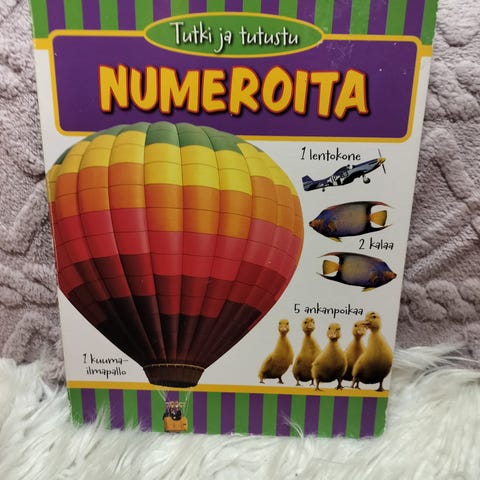 Tutki ja tutustu
NUMEROITA
1 lentokone
2 kalaa
5 ankanpoikaa
1 kuuma-
ilmapallo